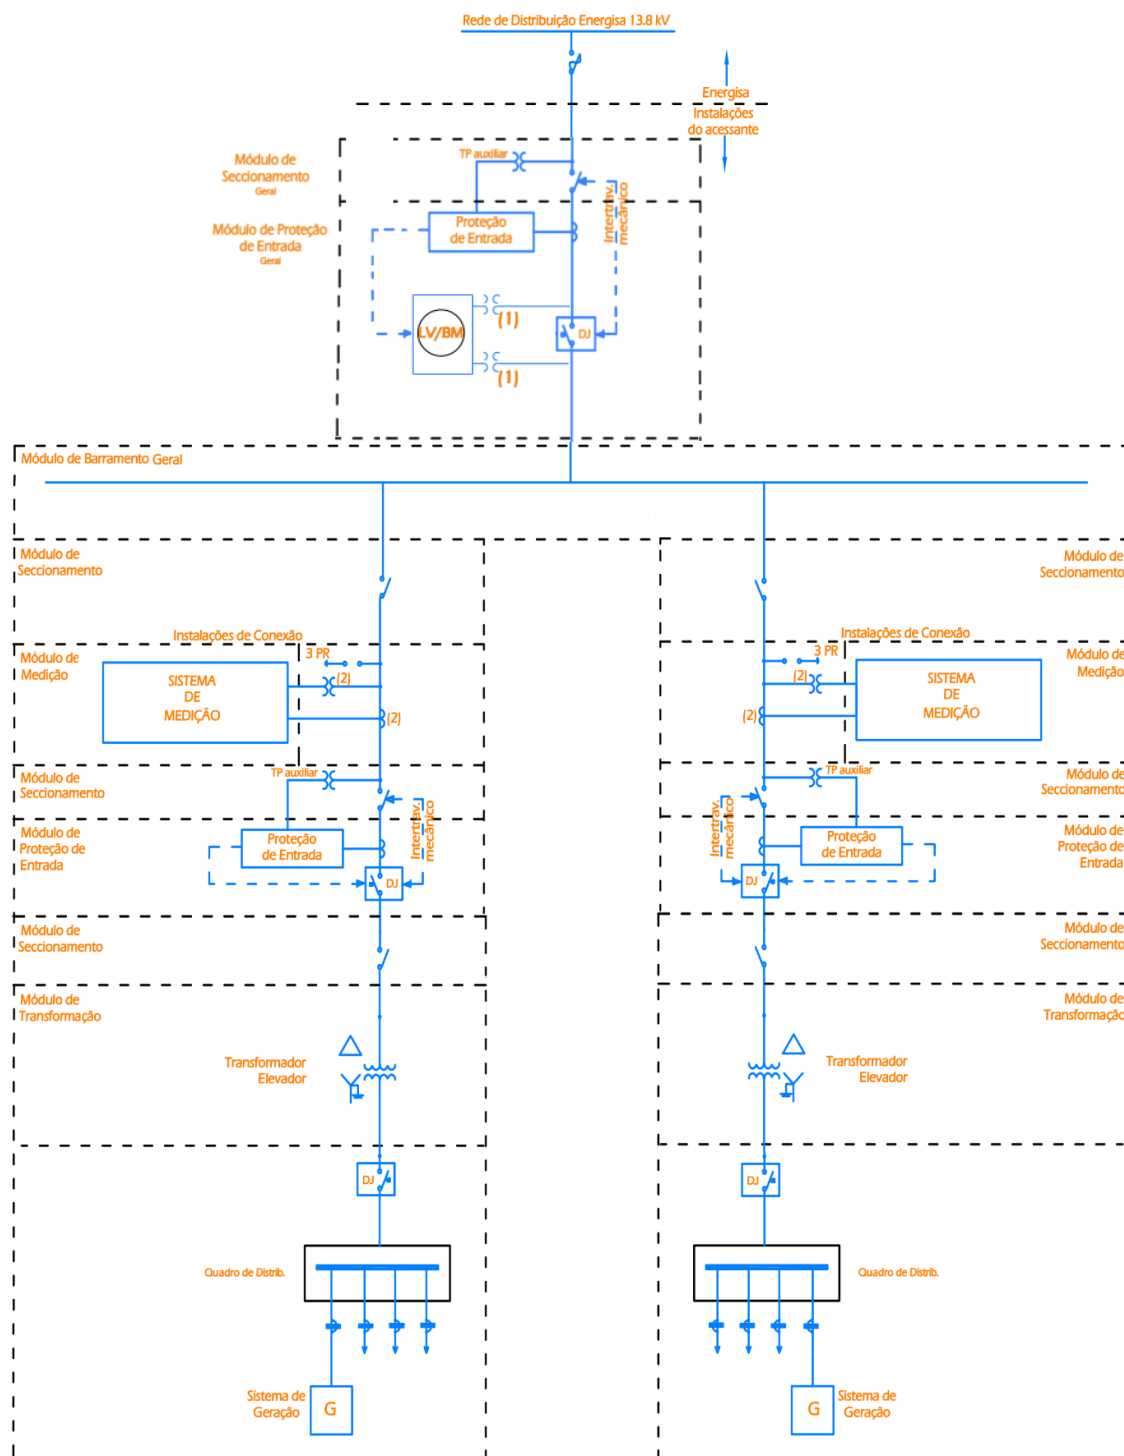 Rede de Distribuição Energisa 13.8 kV
Energisa
Instalações
do acessante
Módulo de
Seccionamento
Geral
TP auxiliar
Intertrav.
mecânico
Módulo de Proteção
de Entrada
Geral
Proteção
de Entrada
LV/BM
(1)
DJ
(1)
Módulo de Barramento Geral
Módulo de
Seccionamento
Módulo de
Seccionamento
Instalações de Conexão
Módulo de
Medição
3 PR
SISTEMA
DE
MEDIÇÃO
(2)
(2)
Instalações de Conexão
3 PR
Módulo de
Medição
(2)
SISTEMA
DE
MEDIÇÃO
(2)
Módulo de
Seccionamento
TP auxiliar
Intertrav.
mecânico
Módulo de
Proteção de
Entrada
Proteção
de Entrada
DJ
TP auxiliar
Módulo de
Seccionamento
Intertrav.
mecânico
Proteção
de Entrada
Módulo de
Proteção de
Entrada
DJ
Módulo de
Seccionamento
Módulo de
Seccionamento
Módulo de
Transformação
Módulo de
Transformação
Transformador
Elevador
Transformador
Elevador
DJ
DJ
Quadro de Distrib.
Quadro de Distrib.
Sistema de
Geração
G
G
Sistema de
Geração